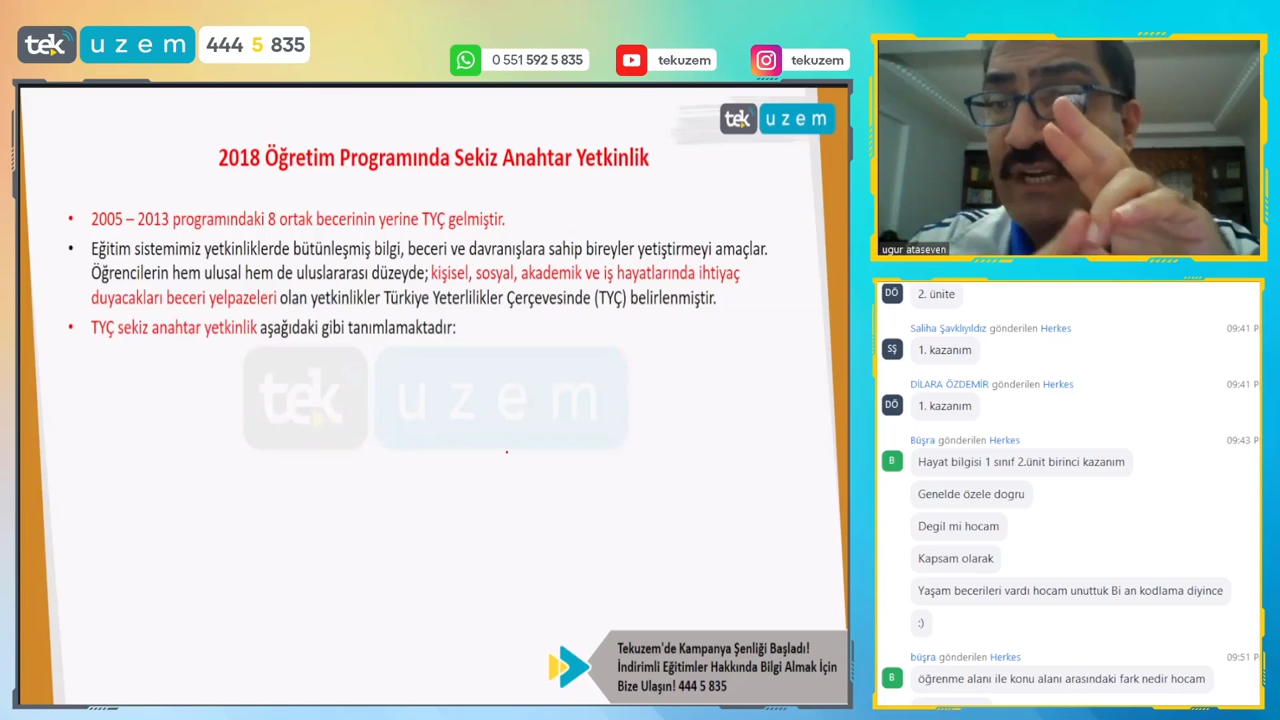 tek uzem 444 5 835
0 551 592 5 835
tekuzem
tekuzem
tek uzem
2018 Öğretim Programında Sekiz Anahtar Yetkinlik
• 2005 – 2013 programındaki 8 ortak becerinin yerine TYÇ gelmiştir.
• Eğitim sistemimiz yetkinliklerde bütünleşmiş bilgi, beceri ve davranışlara sahip bireyler yetiştirmeyi amaçlar.
Öğrencilerin hem ulusal hem de uluslararası düzeyde; kişisel, sosyal, akademik ve iş hayatlarında ihtiyaç
duyacakları beceri yelpazeleri olan yetkinlikler Türkiye Yeterlilikler Çerçevesinde (TYÇ) belirlenmiştir.
• TYÇ sekiz anahtar yetkinlik aşağıdaki gibi tanımlamaktadır:
tek uzem
Tekuzem'de Kampanya Şenliği Başladı!
İndirimli Eğitimler Hakkında Bilgi Almak İçin
Bize Ulaşın! 444 5 835
ugur ataseven
DÖ 2. ünite
Saliha Şavklıyıldız gönderilen Herkes 09:41 P
SŞ 1. kazanım
DİLARA ÖZDEMİR gönderilen Herkes 09:41 P
DÖ 1. kazanım
Büşra gönderilen Herkes 09:43 P
B Hayat bilgisi 1 sınıf 2.ünit birinci kazanım
Genelde özele dogru
Degil mi hocam
Kapsam olarak
Yaşam becerileri vardı hocam unuttuk Bi an kodlama diyince
:)
büşra gönderilen Herkes 09:51 P
B öğrenme alanı ile konu alanı arasındaki fark nedir hocam